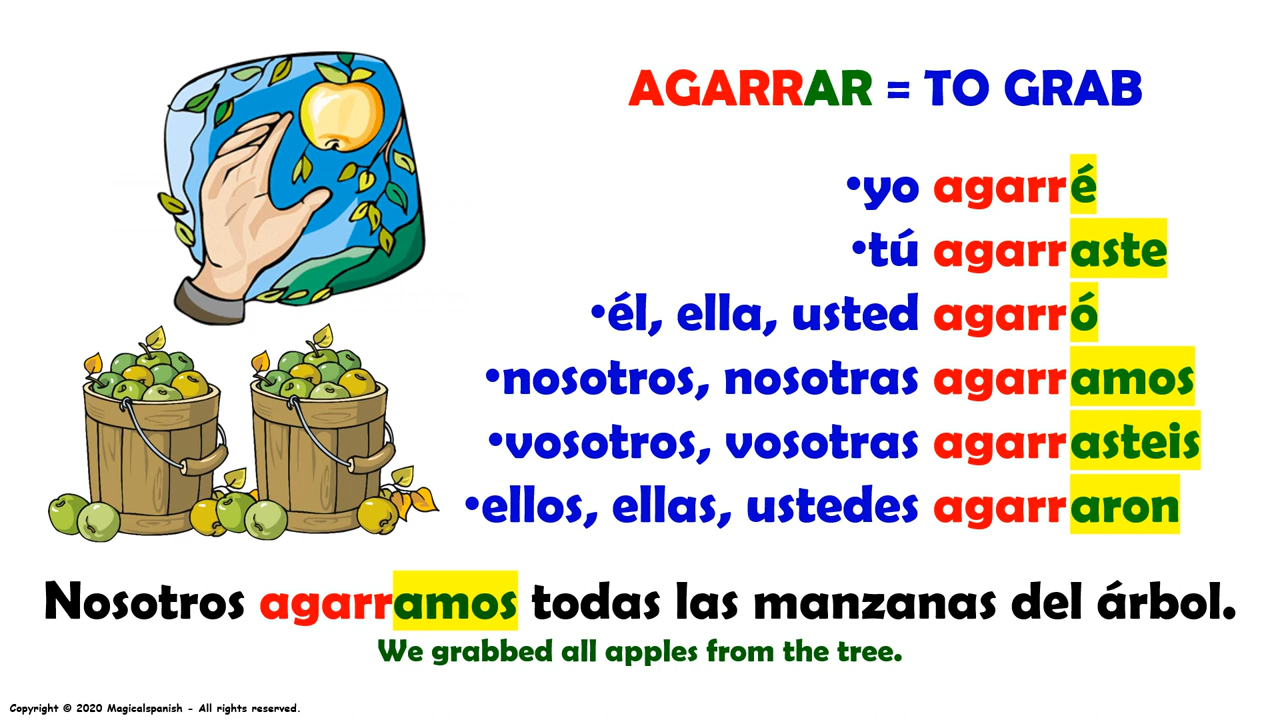 AGARRAR = TO GRAB
•yo agarré
•tú agarraste
•él, ella, usted agarró
•nosotros, nosotras agarramos
•vosotros, vosotras agarrasteis
•ellos, ellas, ustedes agarraron
Nosotros agarramos todas las manzanas del árbol.
We grabbed all apples from the tree.
Copyright © 2020 Magicalspanish - All rights reserved.